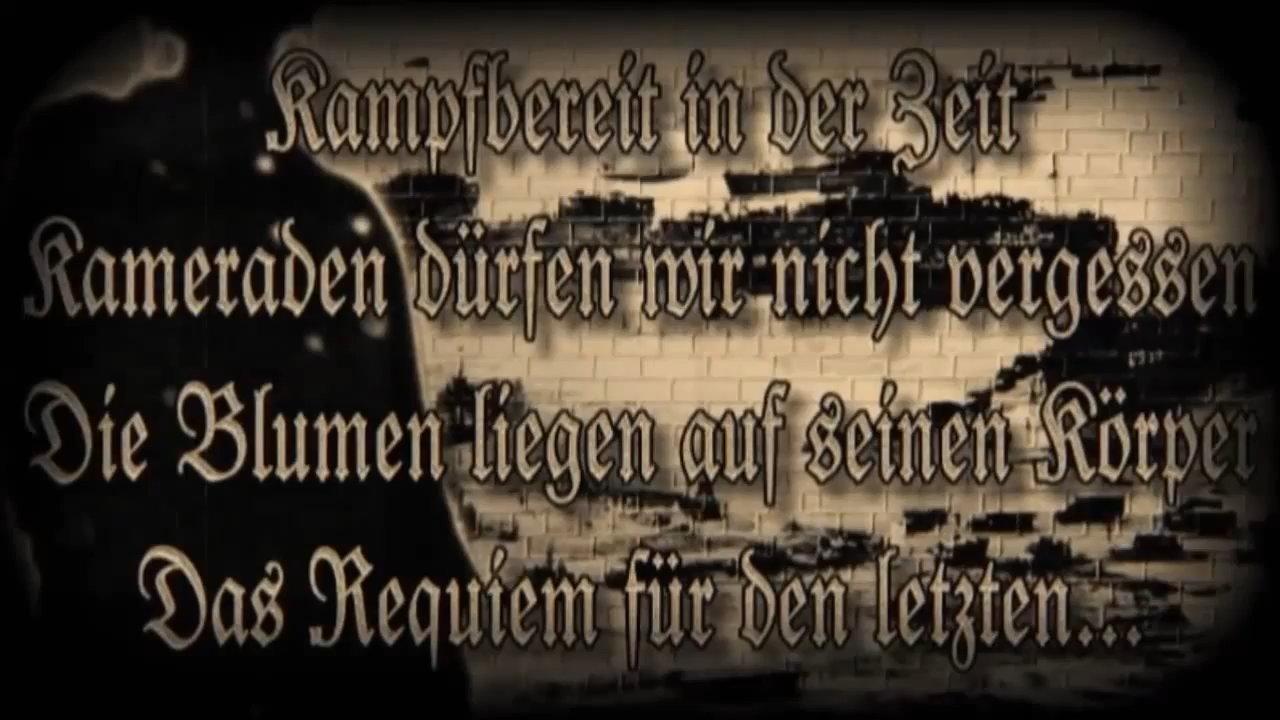 Kampfbereit in der Zeit
Kameraden dürfen wir nicht vergessen
Die Blumen liegen auf seinen Körper
Das Requiem für den letzten...